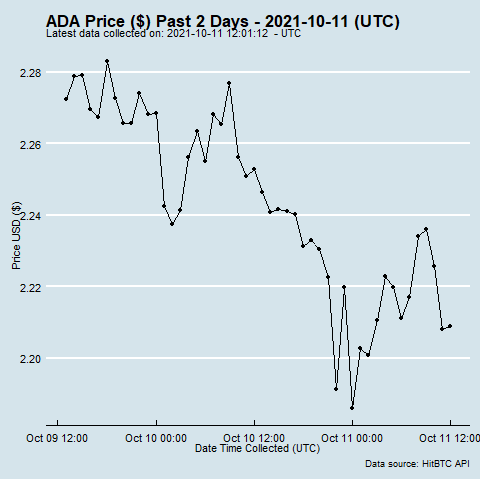 ADA Price ($) Past 2 Days - 2021-10-11 (UTC)
Latest data collected on: 2021-10-11 12:01:12 - UTC
2.28
2.26
2.24
2.22
2.20
Price USD ($)
Oct 09 12:00 Oct 10 00:00 Oct 10 12:00 Oct 11 00:00 Oct 11 12:00
Date Time Collected (UTC)
Data source: HitBTC API